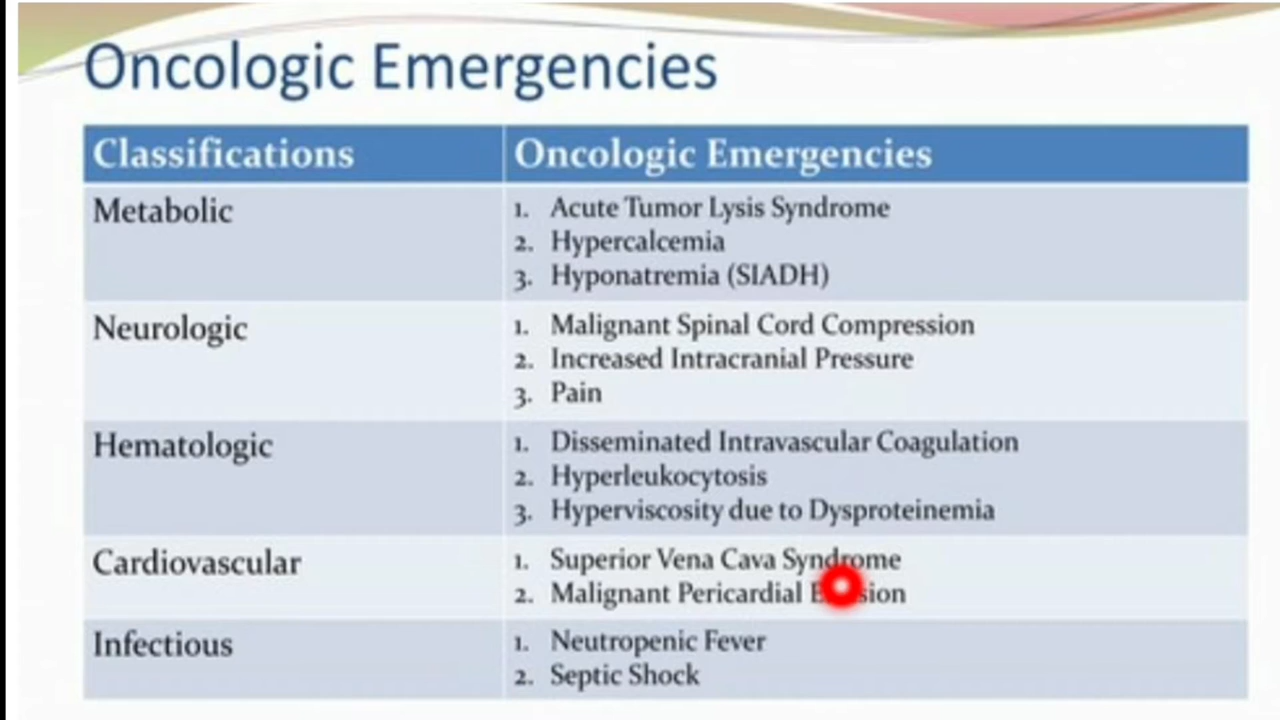 Oncologic Emergencies
Classifications
Oncologic Emergencies
Metabolic
1. Acute Tumor Lysis Syndrome
2. Hypercalcemia
3. Hyponatremia (SIADH)
Neurologic
1. Malignant Spinal Cord Compression
2. Increased Intracranial Pressure
3. Pain
Hematologic
1. Disseminated Intravascular Coagulation
2. Hyperleukocytosis
3. Hyperviscosity due to Dysproteinemia
Cardiovascular
1. Superior Vena Cava Syndrome
2. Malignant Pericardial
Infectious
1. Neutropenic Fever
2. Septic Shock